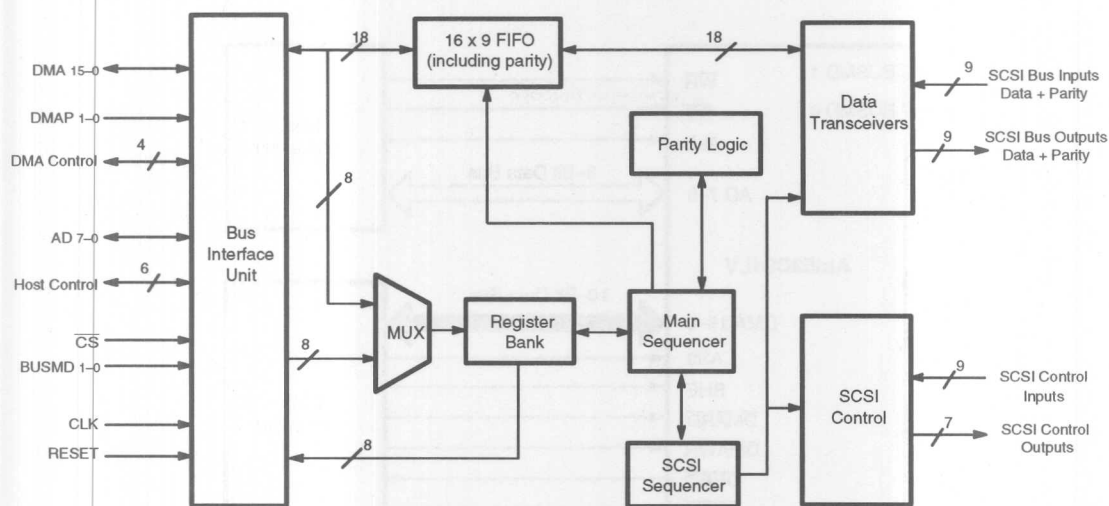 18
16 x 9 FIFO
(including parity)
18
DMA 15–0
DMAP 1–0
4
DMA Control
AD 7–0
6
Host Control
CS
BUSMD 1–0
CLK
RESET
Bus
Interface
Unit
8
8
8
MUX
Register
Bank
Parity Logic
Main
Sequencer
SCSI
Sequencer
Data
Transceivers
9
SCSI Bus Inputs
Data + Parity
9
SCSI Bus Outputs
Data + Parity
SCSI
Control
9
SCSI Control
Inputs
7
SCSI Control
Outputs